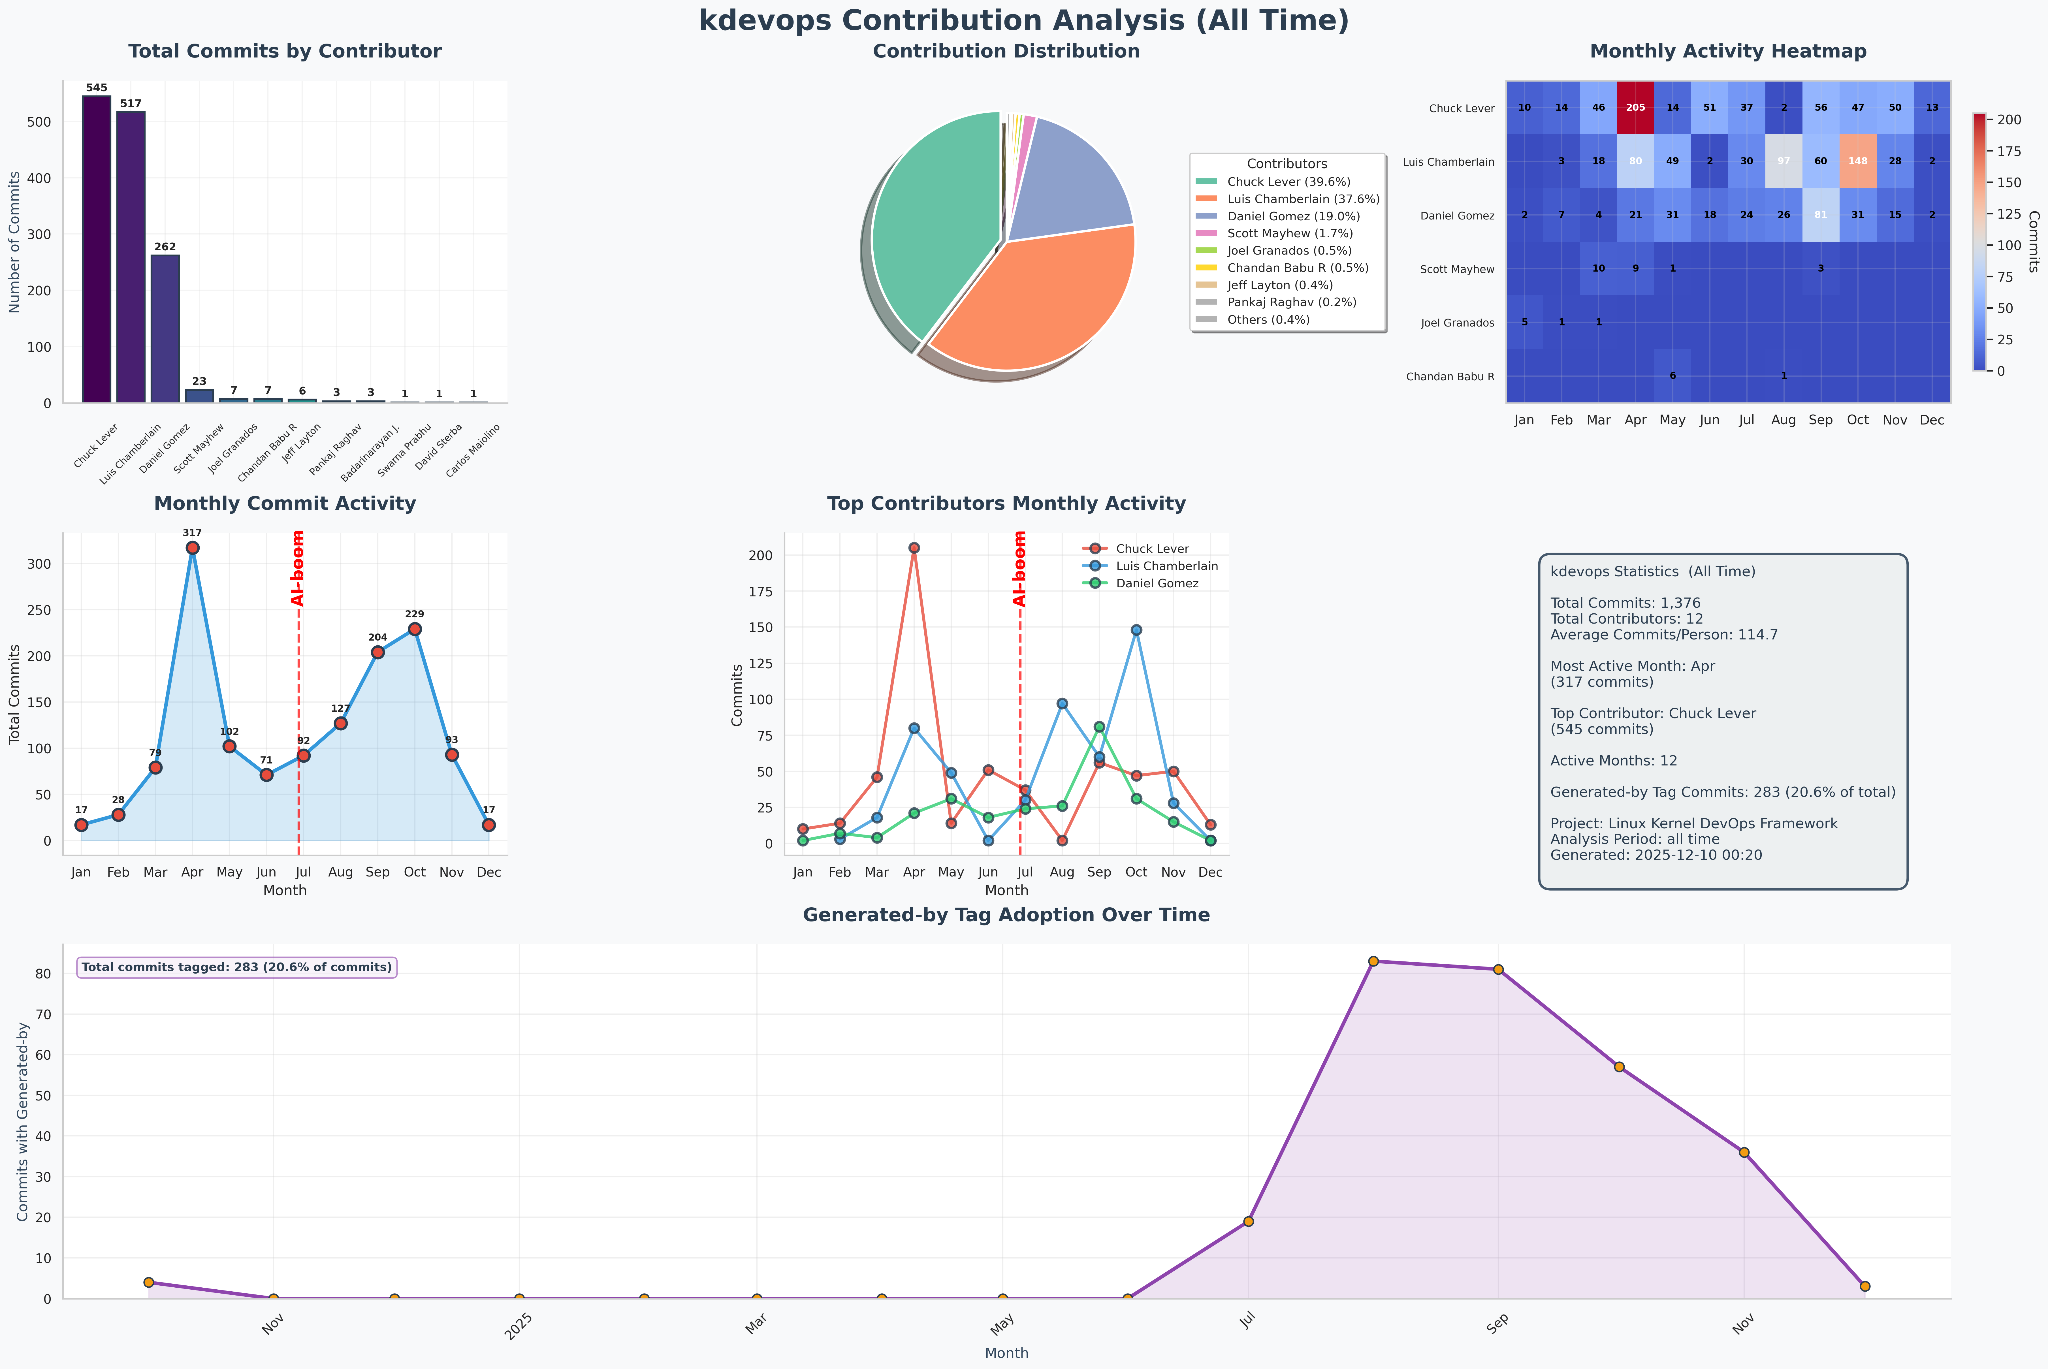 kdevops Contribution Analysis (All Time)
Total Commits by Contributor
Number of Commits
500
400
300
200
100
0
545
517
262
23
7
7
6
3
3
1
1
1
Chuck Lever
Luis Chamberlain
Daniel Gomez
Scott Mayhew
Joel Granados
Chandan Babu R
Jeff Layton
Pankaj Raghav
Badarinarayan J.
Swarna Prabhu
David Sterba
Carlos Maiolino
Contribution Distribution
Contributors
Chuck Lever (39.6%)
Luis Chamberlain (37.6%)
Daniel Gomez (19.0%)
Scott Mayhew (1.7%)
Joel Granados (0.5%)
Chandan Babu R (0.5%)
Jeff Layton (0.4%)
Pankaj Raghav (0.2%)
Others (0.4%)
Monthly Activity Heatmap
Chuck Lever 10 14 46 205 14 51 37 2 56 47 50 13
Luis Chamberlain 3 18 80 49 2 30 97 60 148 28 2
Daniel Gomez 2 7 4 21 31 18 24 26 81 31 15 2
Scott Mayhew 10 9 1 3
Joel Granados 5 1 1
Chandan Babu R 6 1
Jan Feb Mar Apr May Jun Jul Aug Sep Oct Nov Dec
200
175
150
125
100
75
50
25
0
Commits
Monthly Commit Activity
Total Commits
300
250
200
150
100
50
0
17
28
79
317
102
71
92
127
204
229
93
17
AI-boom
Jan Feb Mar Apr May Jun Jul Aug Sep Oct Nov Dec
Month
Top Contributors Monthly Activity
Commits
200
175
150
125
100
75
50
25
0
AI-boom
Chuck Lever
Luis Chamberlain
Daniel Gomez
Jan Feb Mar Apr May Jun Jul Aug Sep Oct Nov Dec
Month
kdevops Statistics (All Time)
Total Commits: 1,376
Total Contributors: 12
Average Commits/Person: 114.7
Most Active Month: Apr
(317 commits)
Top Contributor: Chuck Lever
(545 commits)
Active Months: 12
Generated-by Tag Commits: 283 (20.6% of total)
Project: Linux Kernel DevOps Framework
Analysis Period: all time
Generated: 2025-12-10 00:20
Generated-by Tag Adoption Over Time
Total commits tagged: 283 (20.6% of commits)
Commits with Generated-by
80
70
60
50
40
30
20
10
0
Nov
2025
Mar
May
Jul
Sep
Nov
Month